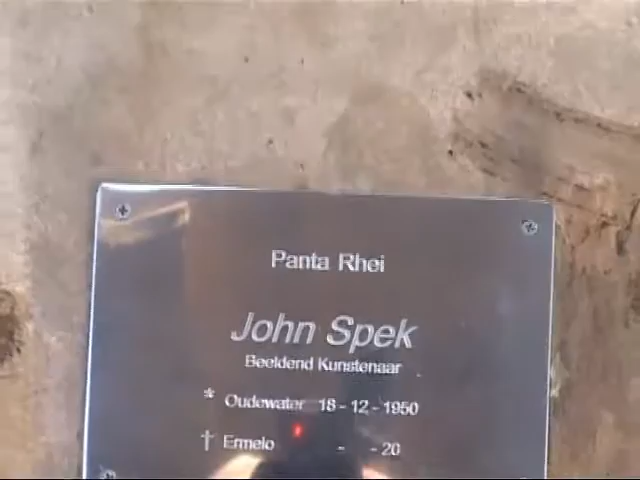 Panta Rhei
John Spek
Beeldend Kunstenaar
* Oudewater 18-12-1950
† Ermelo - -20